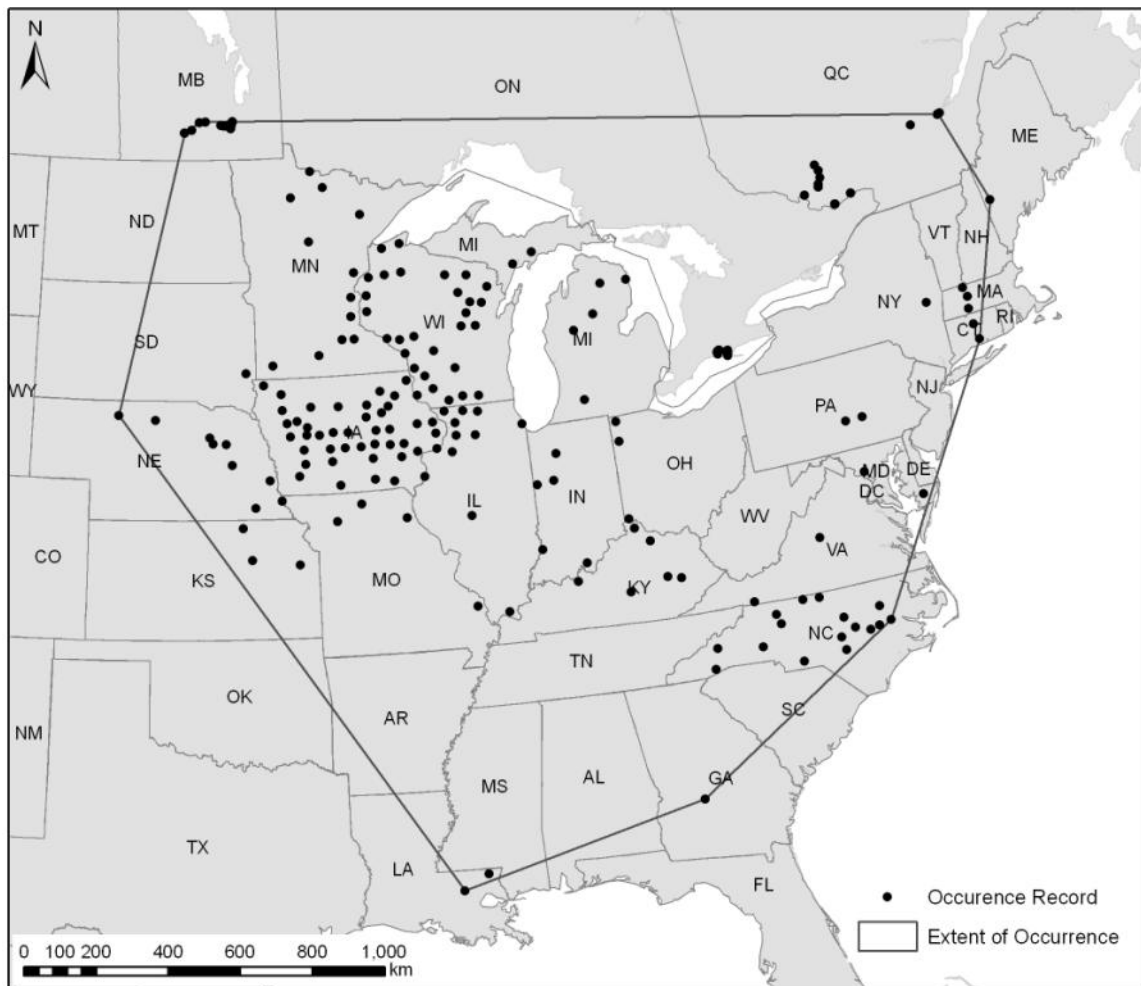 N
MB
ON
QC
ME
ND
MT
MN
MI
VT
NH
NY
MA
SD
WI
MI
CT
RI
WY
NJ
PA
NE
IA
OH
MD
DE
DC
IL
IN
WV
VA
CO
KS
MO
KY
NC
TN
OK
AR
SC
NM
MS
AL
GA
TX
LA
FL
Occurence Record
Extent of Occurrence
0 100 200 400 600 800 1,000
km